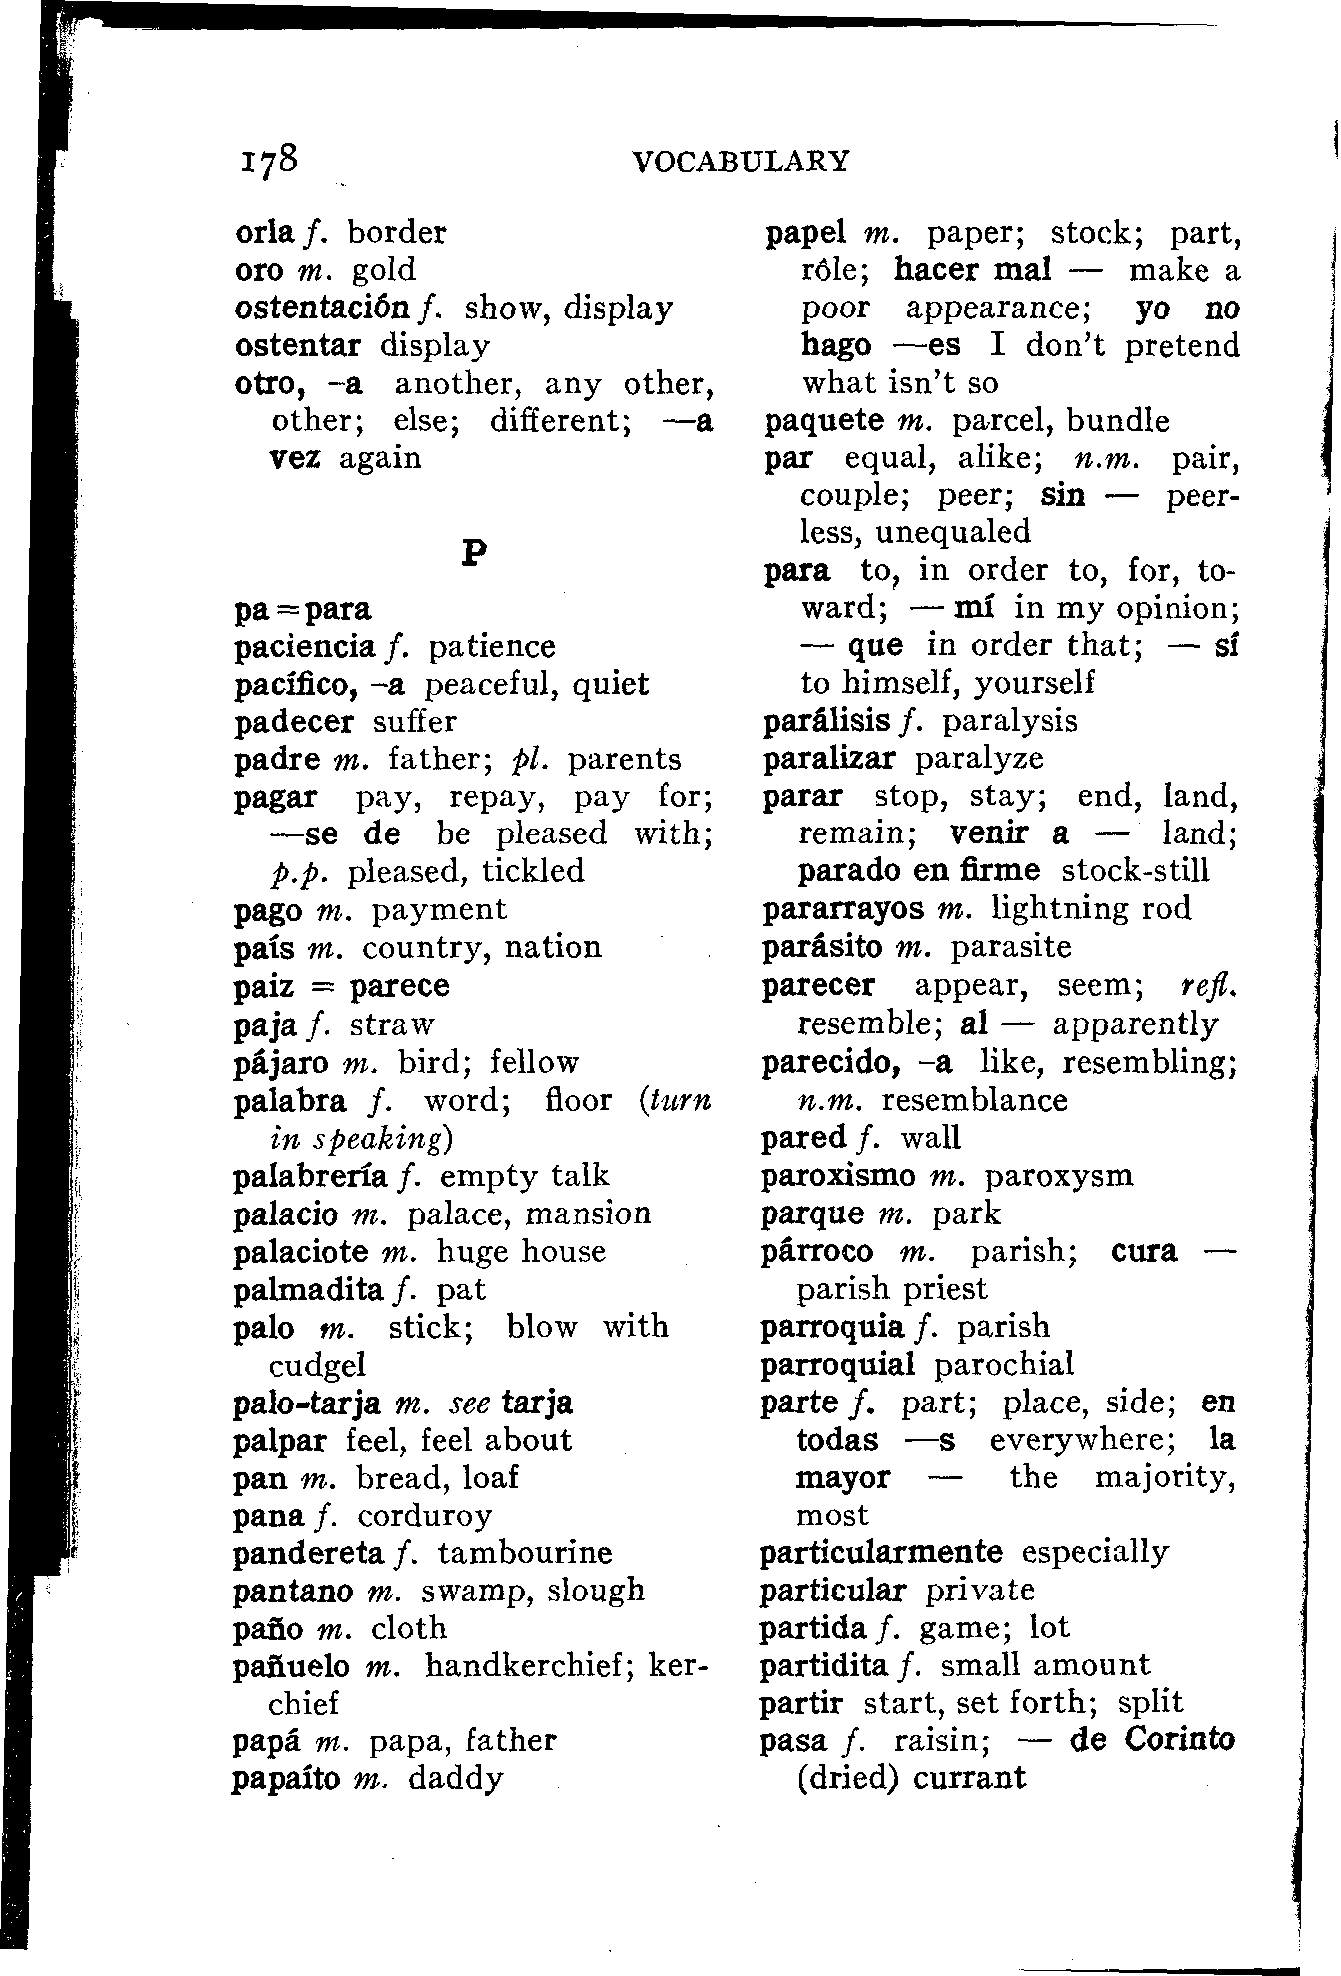 178
VOCABULARY
orla f. border
oro m. gold
ostentación f. show, display
ostentar display
otro, -a another, any other,
other; else; different; —a
vez again
P
pa = para
paciencia f. patience
pacífico, -a peaceful, quiet
padecer suffer
padre m. father; pl. parents
pagar pay, repay, pay for;
—se de be pleased with;
p.p. pleased, tickled
pago m. payment
país m. country, nation
paiz = parece
paja f. straw
pájaro m. bird; fellow
palabra f. word; floor (turn
in speaking)
palabrería f. empty talk
palacio m. palace, mansion
palaciote m. huge house
palmadita f. pat
palo m. stick; blow with
cudgel
palo-tarja m. see tarja
palpar feel, feel about
pan m. bread, loaf
pana f. corduroy
pandereta f. tambourine
pantano m. swamp, slough
paño m. cloth
pañuelo m. handkerchief; ker-
chief
papá m. papa, father
papaíto m. daddy
papel m. paper; stock; part,
rôle; hacer mal — make a
poor appearance; yo no
hago —es I don't pretend
what isn't so
paquete m. parcel, bundle
par equal, alike; n.m. pair,
couple; peer; sin — peer-
less, unequaled
para to, in order to, for, to-
ward; — mí in my opinion;
— que in order that; — sí
to himself, yourself
parálisis f. paralysis
paralizar paralyze
parar stop, stay; end, land,
remain; venir a — land;
parado en firme stock-still
pararrayos m. lightning rod
parásito m. parasite
parecer appear, seem; refl.
resemble; al — apparently
parecido, -a like, resembling;
n.m. resemblance
pared f. wall
paroxismo m. paroxysm
parque m. park
párroco m. parish; cura —
parish priest
parroquia f. parish
parroquial parochial
parte f. part; place, side; en
todas —s everywhere; la
mayor — the majority,
most
particularmente especially
particular private
partida f. game; lot
partidita f. small amount
partir start, set forth; split
pasa f. raisin; — de Corinto
(dried) currant